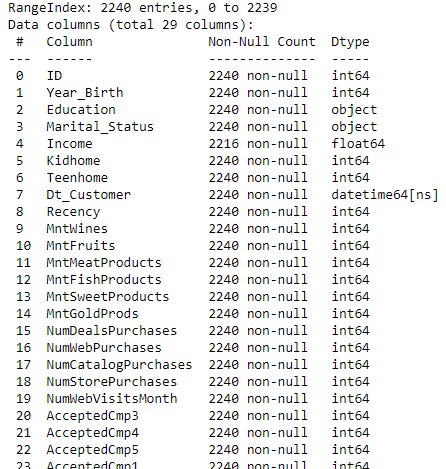 RangeIndex: 2240 entries, 0 to 2239
Data columns (total 29 columns):
 #   Column               Non-Null Count  Dtype
---  ------               --------------  -----
 0   ID                   2240 non-null   int64
 1   Year_Birth           2240 non-null   int64
 2   Education            2240 non-null   object
 3   Marital_Status       2240 non-null   object
 4   Income               2216 non-null   float64
 5   Kidhome              2240 non-null   int64
 6   Teenhome             2240 non-null   int64
 7   Dt_Customer          2240 non-null   datetime64[ns]
 8   Recency              2240 non-null   int64
 9   MntWines             2240 non-null   int64
 10  MntFruits            2240 non-null   int64
 11  MntMeatProducts      2240 non-null   int64
 12  MntFishProducts      2240 non-null   int64
 13  MntSweetProducts     2240 non-null   int64
 14  MntGoldProds         2240 non-null   int64
 15  NumDealsPurchases    2240 non-null   int64
 16  NumWebPurchases      2240 non-null   int64
 17  NumCatalogPurchases  2240 non-null   int64
 18  NumStorePurchases    2240 non-null   int64
 19  NumWebVisitsMonth    2240 non-null   int64
 20  AcceptedCmp3         2240 non-null   int64
 21  AcceptedCmp4         2240 non-null   int64
 22  AcceptedCmp5         2240 non-null   int64
 23  AcceptedCmp1         2240 non-null   int64